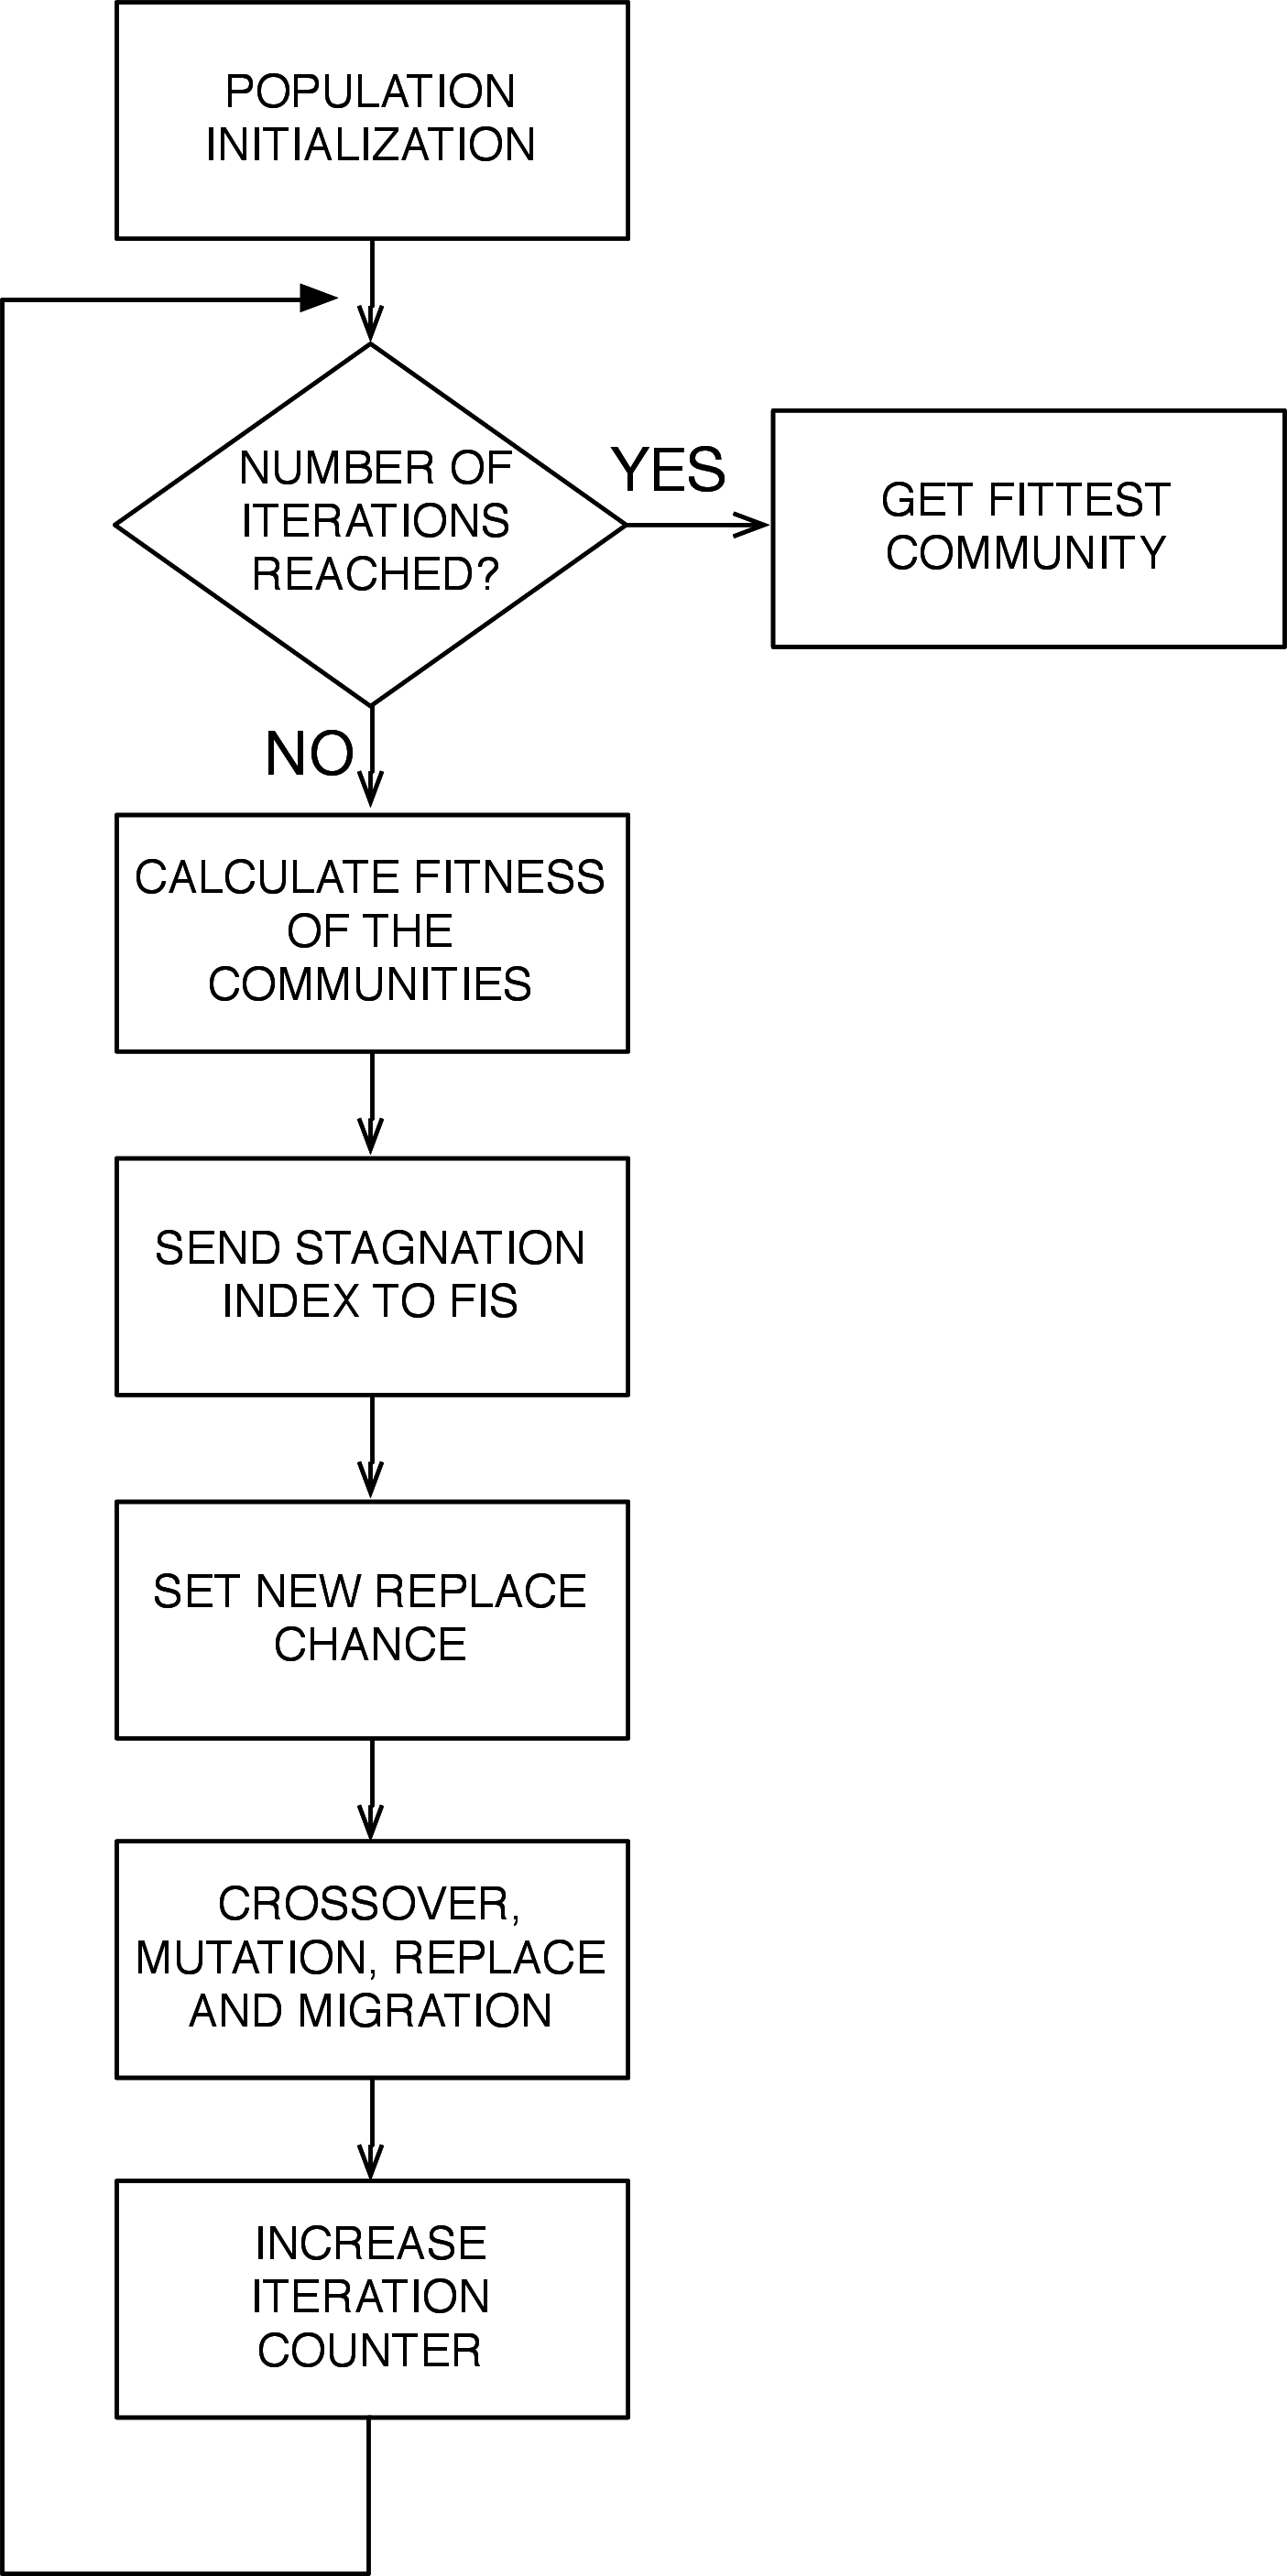 POPULATION
INITIALIZATION
NUMBER OF
ITERATIONS
REACHED?
YES
GET FITTEST
COMMUNITY
NO
CALCULATE FITNESS
OF THE
COMMUNITIES
SEND STAGNATION
INDEX TO FIS
SET NEW REPLACE
CHANCE
CROSSOVER,
MUTATION, REPLACE
AND MIGRATION
INCREASE
ITERATION
COUNTER